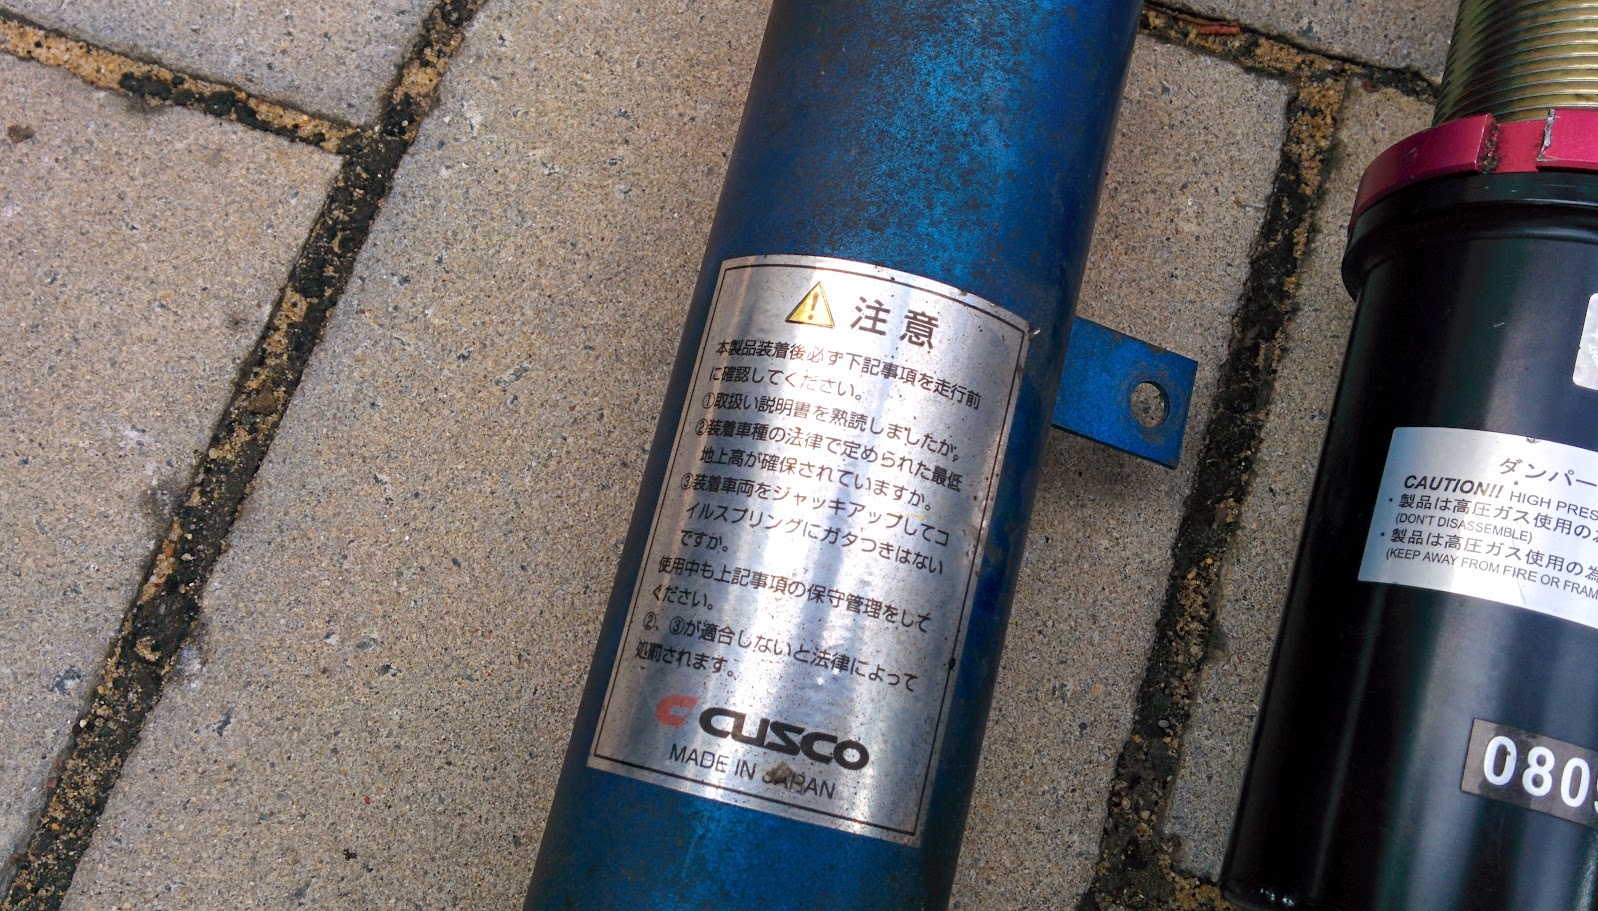 注意
本製品装着後必ず下記事項を走行前
に確認してください。
①取扱い説明書を熟読しましたか。
②装着車種の法律で定められた最低
地上高が確保されていますか。
③装着車両をジャッキアップしてコ
イルスプリングにガタつきはない
ですか。
使用中も上記事項の保守管理をして
ください。
②、③が適合しないと法律によって
処罰されます。
CUSCO
MADE IN JAPAN
ダンパー
CAUTION!! HIGH PRES
・製品は高圧ガス使用の為
(DON'T DISASSEMBLE)
・製品は高圧ガス使用の為
(KEEP AWAY FROM FIRE OR FRAM
0809